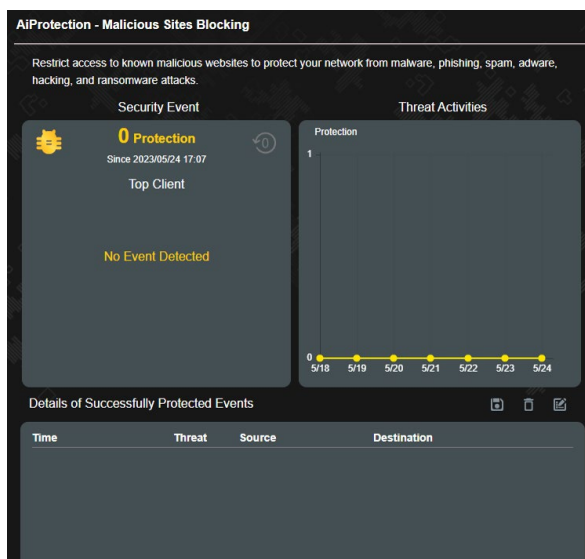 AiProtection - Malicious Sites Blocking
Restrict access to known malicious websites to protect your network from malware, phishing, spam, adware,
hacking, and ransomware attacks.
Security Event
0 Protection
0
Since 2023/05/24 17:07
Top Client
No Event Detected
Threat Activities
Protection
1
0
5/18 5/19 5/20 5/21 5/22 5/23 5/24
Details of Successfully Protected Events
Time Threat Source Destination